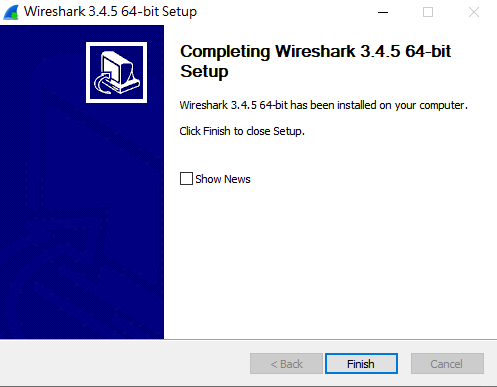 Wireshark 3.4.5 64-bit Setup
Completing Wireshark 3.4.5 64-bit
Setup
Wireshark 3.4.5 64-bit has been installed on your computer.
Click Finish to close Setup.
Show News
< Back
Finish
Cancel